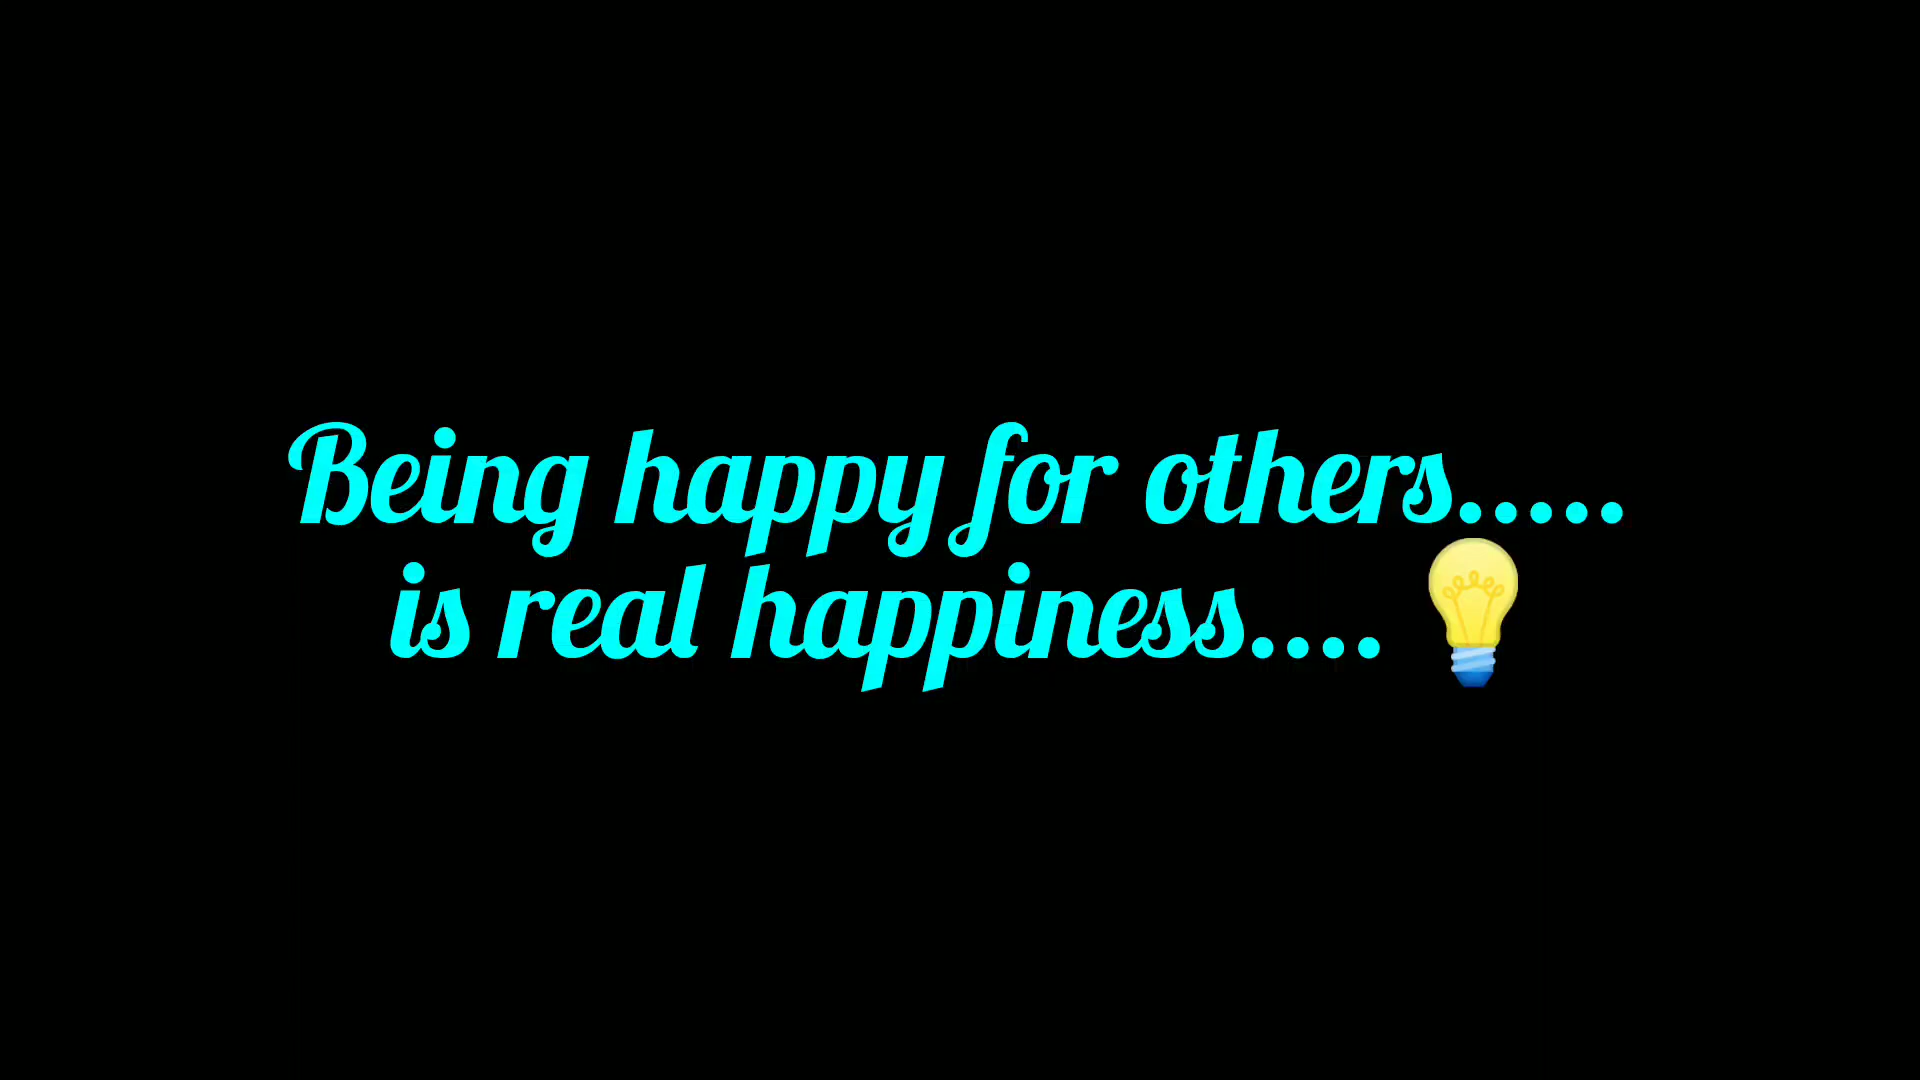 Being happy for others.....
is real happiness....💡